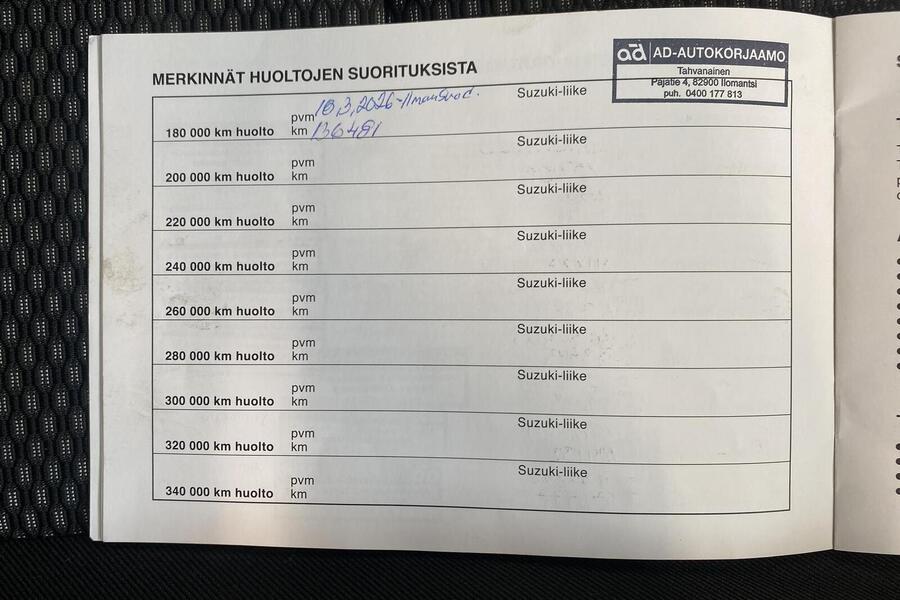 MERKINNÄT HUOLTOJEN SUORITUKSISTA
ad AD-AUTOKORJAAMO
Tahvanainen
Pajatie 4, 82900 Ilomantsi
puh. 0400 177 813
180 000 km huolto
pvm 18.3.2026 -
km 136491
Suzuki-liike
200 000 km huolto
pvm
km
Suzuki-liike
220 000 km huolto
pvm
km
Suzuki-liike
240 000 km huolto
pvm
km
Suzuki-liike
260 000 km huolto
pvm
km
Suzuki-liike
280 000 km huolto
pvm
km
Suzuki-liike
300 000 km huolto
pvm
km
Suzuki-liike
320 000 km huolto
pvm
km
Suzuki-liike
340 000 km huolto
pvm
km
Suzuki-liike